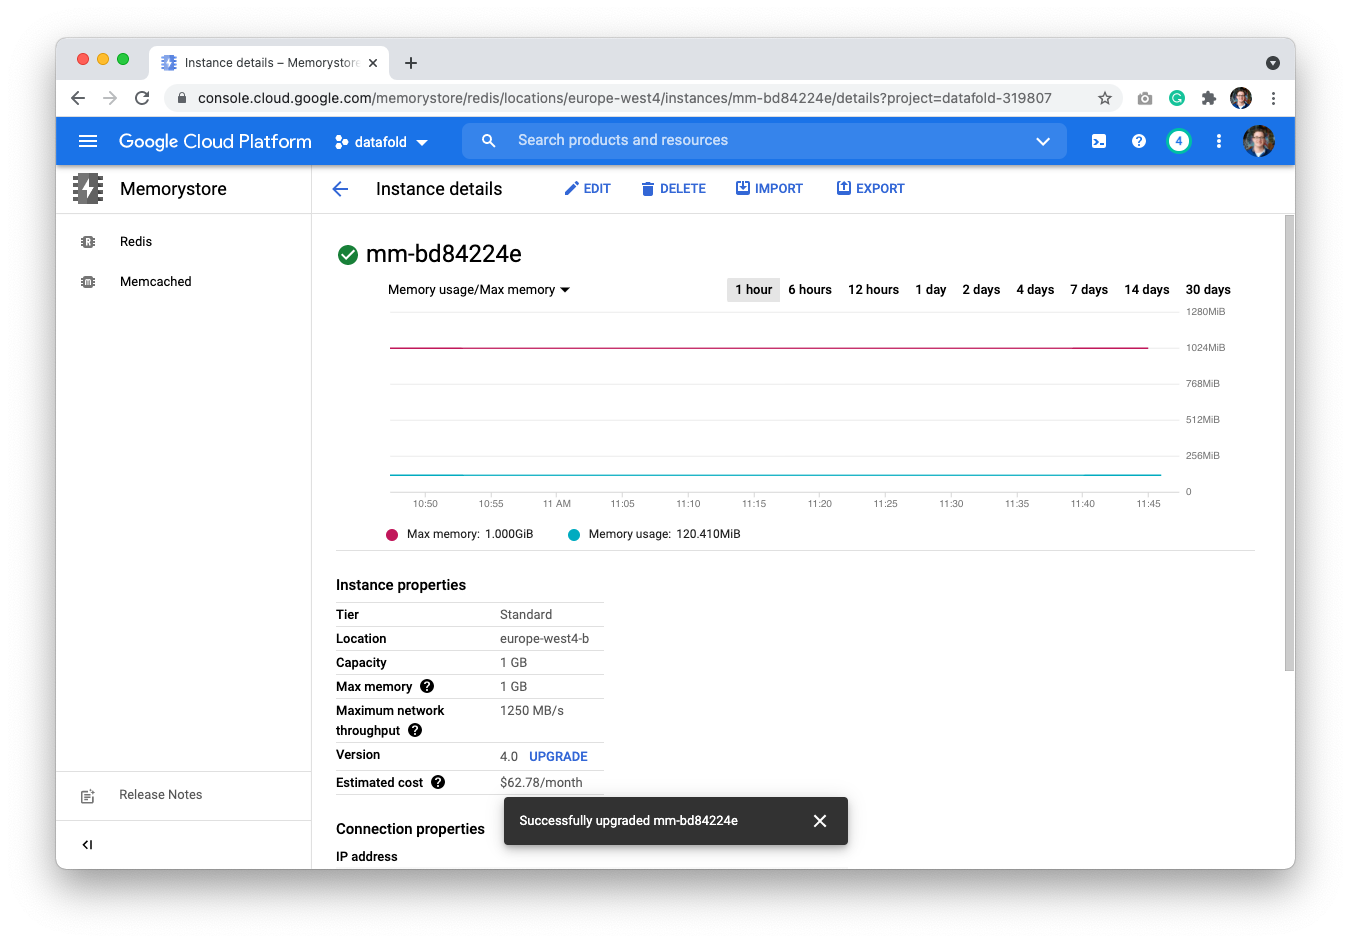 Instance details – Memorystore
console.cloud.google.com/memorystore/redis/locations/europe-west4/instances/mm-bd84224e/details?project=datafold-319807
Google Cloud Platform
datafold
Search products and resources
4
Memorystore
Instance details
EDIT
DELETE
IMPORT
EXPORT
Redis
Memcached
mm-bd84224e
Memory usage/Max memory
1 hour 6 hours 12 hours 1 day 2 days 4 days 7 days 14 days 30 days
1280MiB
1024MiB
768MiB
512MiB
256MiB
0
10:50 10:55 11 AM 11:05 11:10 11:15 11:20 11:25 11:30 11:35 11:40 11:45
Max memory: 1.000GiB Memory usage: 120.410MiB
Instance properties
Tier Standard
Location europe-west4-b
Capacity 1 GB
Max memory ? 1 GB
Maximum network 1250 MB/s
throughput ?
Version 4.0 UPGRADE
Estimated cost ? $62.78/month
Release Notes
Successfully upgraded mm-bd84224e
Connection properties
IP address